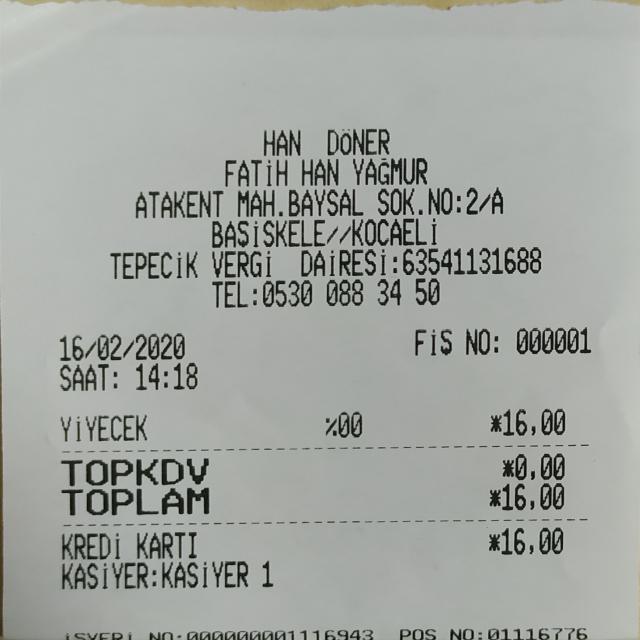 HAN DÖNER
FATİH HAN YAĞMUR
ATAKENT MAH.BAYSAL SOK.NO:2/A
BASİSKELE//KOCAELİ
TEPECİK VERGİ DAİRESİ:63541131688
TEL:0530 088 34 50
16/02/2020 FİŞ NO: 000001
SAAT: 14:18
YİYECEK %00 *16,00
TOPKDV *0,00
TOPLAM *16,00
KREDİ KARTI *16,00
KASİYER:KASİYER 1
İŞYERİ NO:000000001116943 POS NO:01116776